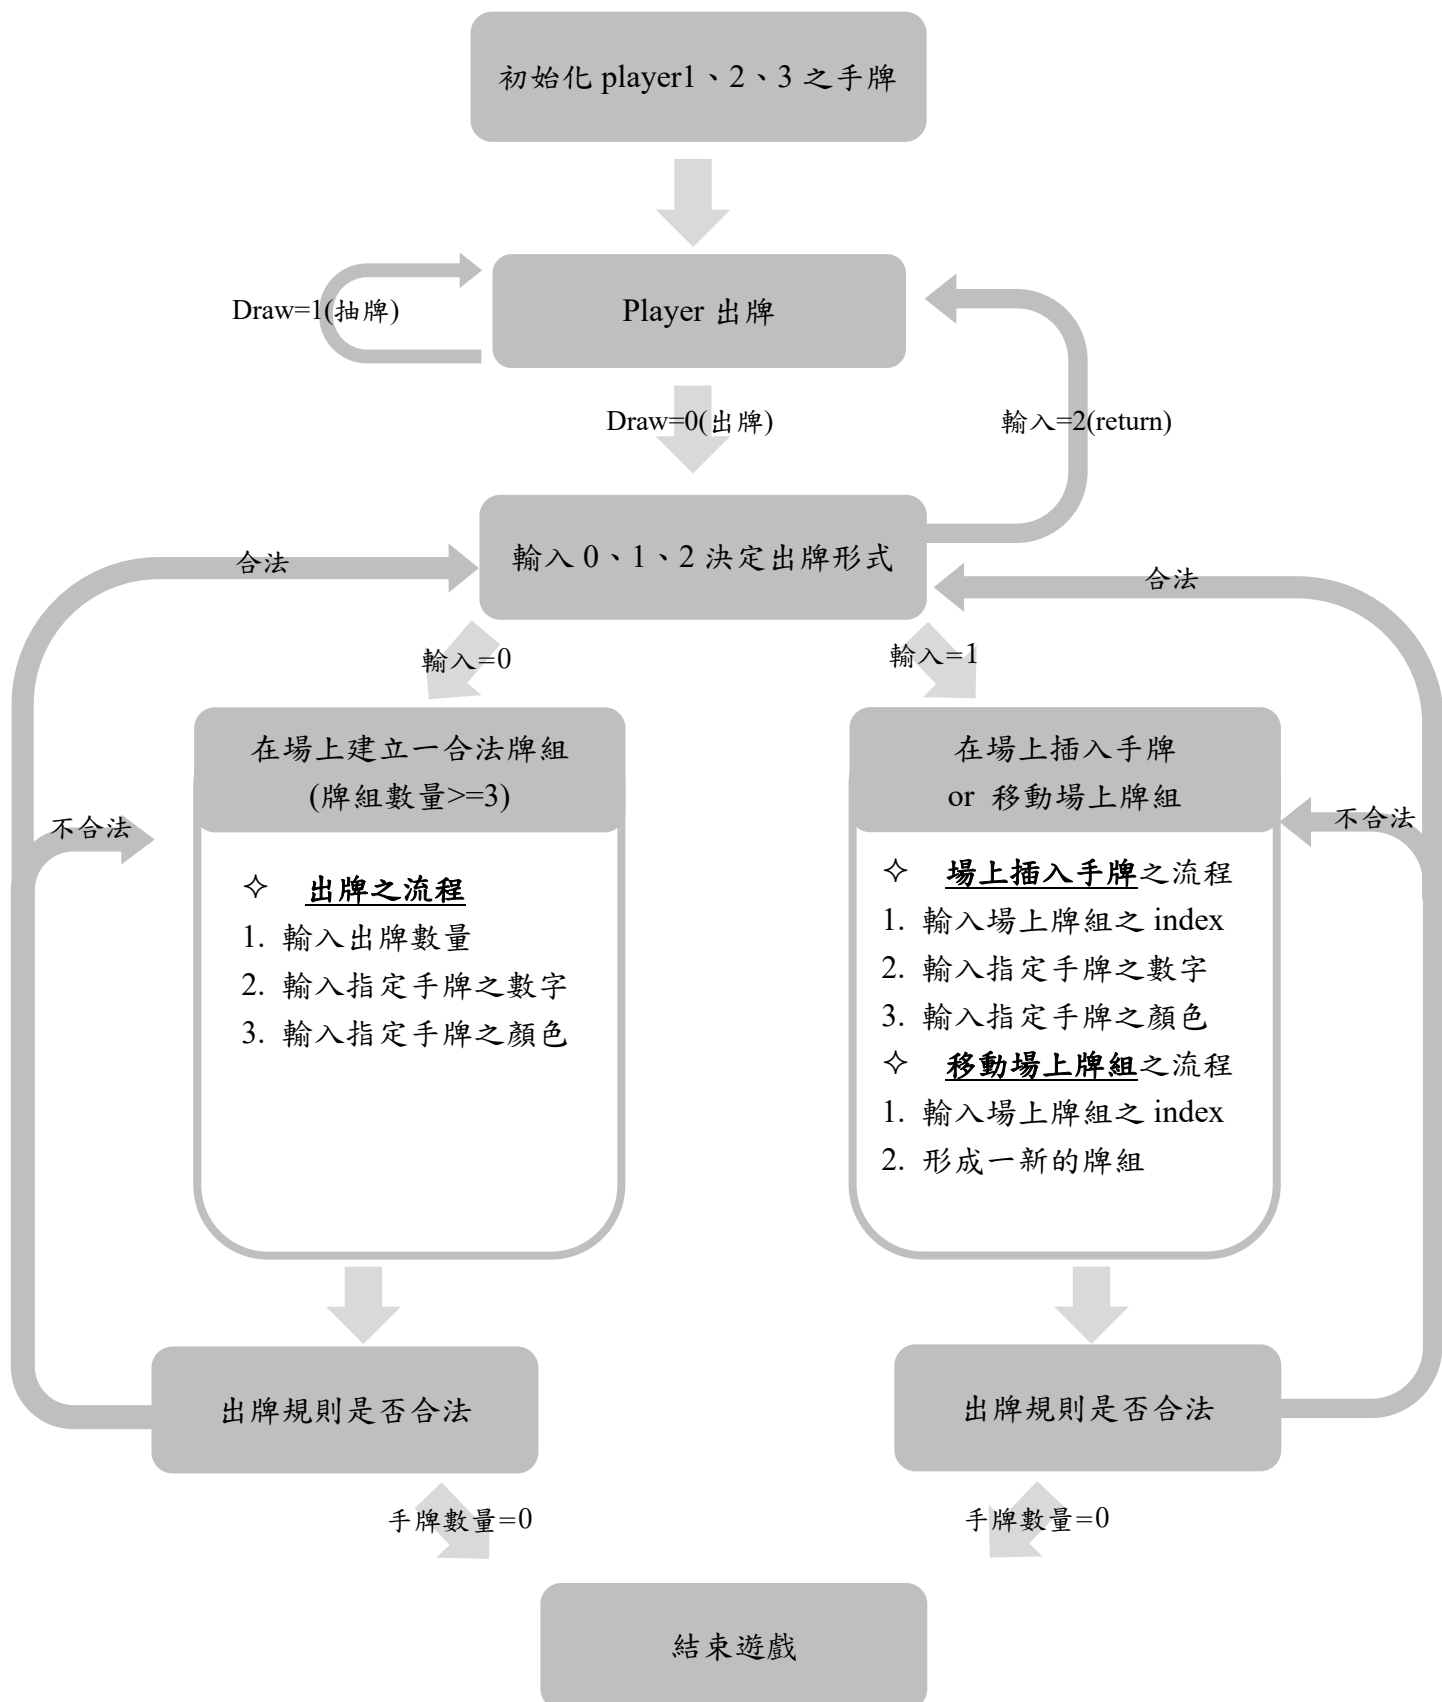 初始化 player1、2、3 之手牌
Draw=1(抽牌)
Player 出牌
Draw=0(出牌)
輸入=2(return)
輸入 0、1、2 決定出牌形式
合法
合法
輸入=0
輸入=1
在場上建立一合法牌組
(牌組數量>=3)
不合法
✧ 出牌之流程
1. 輸入出牌數量
2. 輸入指定手牌之數字
3. 輸入指定手牌之顏色
在場上插入手牌
or 移動場上牌組
不合法
✧ 場上插入手牌之流程
1. 輸入場上牌組之 index
2. 輸入指定手牌之數字
3. 輸入指定手牌之顏色
✧ 移動場上牌組之流程
1. 輸入場上牌組之 index
2. 形成一新的牌組
出牌規則是否合法
出牌規則是否合法
手牌數量=0
手牌數量=0
結束遊戲